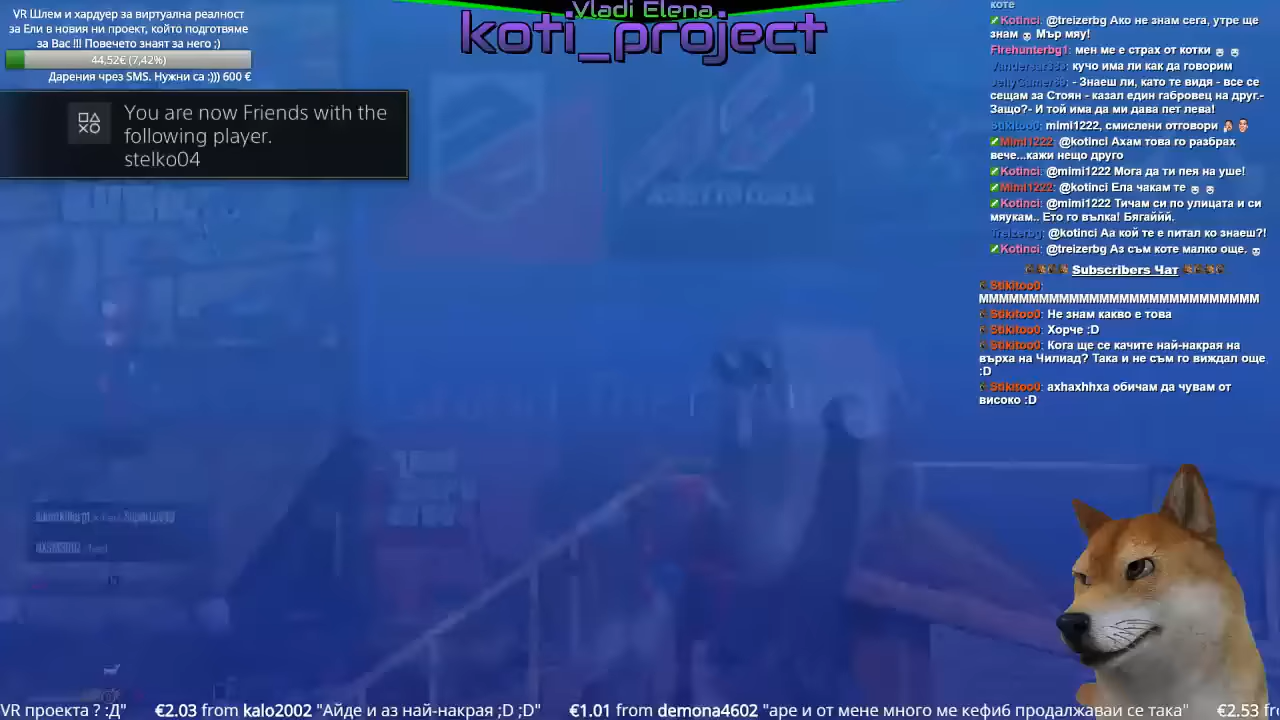 VR Шлем и хардуер за виртуална реалност
за Ели в новия ни проект, който подготвяме
за Вас !!! Повечето знаят за него ;)
44,52€ (7,42%)
Дарения чрез SMS. Нужни са :))) 600 €
You are now Friends with the
following player.
stelko04
Vladi Elena
koti_project
коте
Kotinci: @treizerbg Ако не знам сега, утре ще
знам Мър мяу!
Firehunterbg1: мен ме е страх от котки
кучо има ли как да говорим
JellyGamer89: - Знаеш ли, като те видя - все се
сещам за Стоян - казал един габровец на друг.-
Защо?- И той има да ми дава пет лева!
Stikitoo0: mimi1222, смислени отговори
Mimi1222: @kotinci Ахам това го разбрах
вече...кажи нещо друго
Kotinci: @mimi1222 Мога да ти пея на уше!
Mimi1222: @kotinci Ела чакам те
Kotinci: @mimi1222 Тичам си по улицата и си
мяукам.. Ето го вълка! Бягаййй.
Treizerbg: @kotinci Аа кой те е питал ко знаеш?!
Kotinci: @treizerbg Аз съм коте малко още.
Subscribers Чат
Stikitoo0:
МММММММММММММММММММММММММММ
Stikitoo0: Не знам какво е това
Stikitoo0: Хорче :D
Stikitoo0: Кога ще се качите най-накрая на
върха на Чилиад? Така и не съм го виждал още
:D
Stikitoo0: ахахhhха обичам да чувам от
високо :D
VR проекта ? :Д" €2.03 from kalo2002 "Айде и аз най-накрая ;D ;D" €1.01 from demona4602 "аре и от мене много ме кефиб продалжаваи се така" €2.53